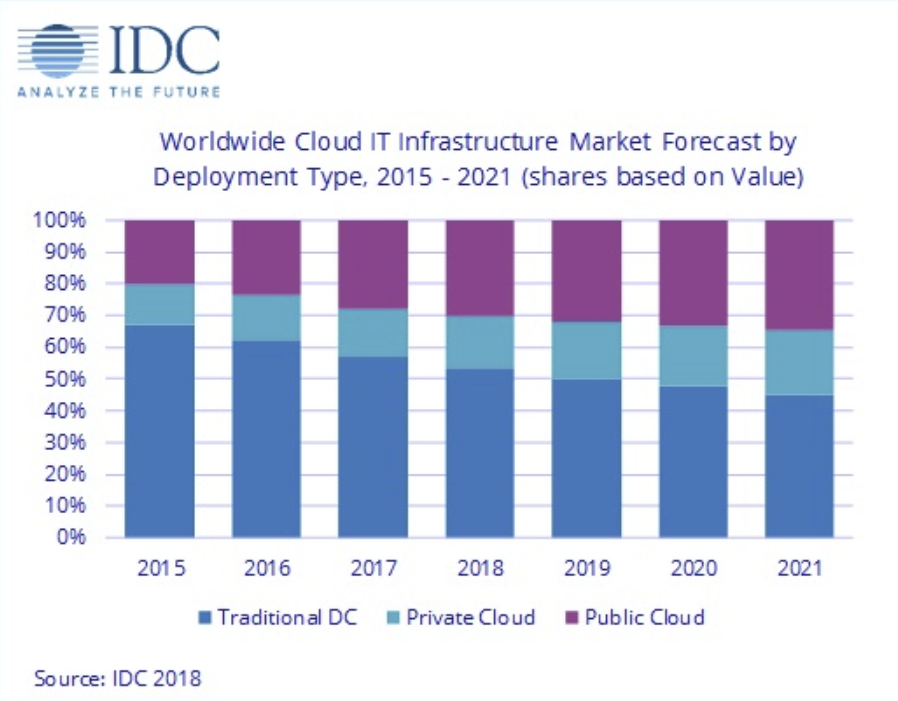 IDC
ANALYZE THE FUTURE
Worldwide Cloud IT Infrastructure Market Forecast by
Deployment Type, 2015 - 2021 (shares based on Value)
100%
90%
80%
70%
60%
50%
40%
30%
20%
10%
0%
2015 2016 2017 2018 2019 2020 2021
Traditional DC Private Cloud Public Cloud
Source: IDC 2018